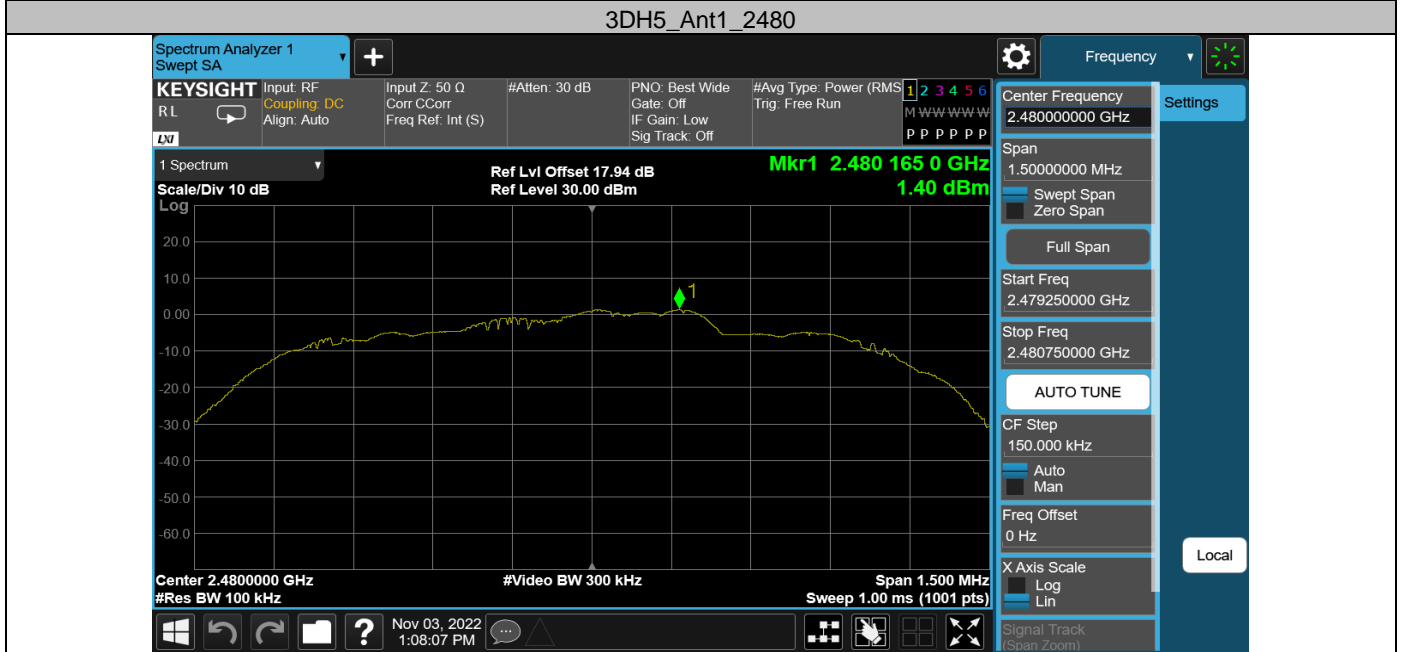 3DH5_Ant1_2480
Spectrum Analyzer 1
Swept SA
+
Frequency
KEYSIGHT
R L
LXI
Input: RF
Coupling: DC
Align: Auto
Input Z: 50 Ω
Corr CCorr
Freq Ref: Int (S)
#Atten: 30 dB
PNO: Best Wide
Gate: Off
IF Gain: Low
Sig Track: Off
#Avg Type: Power (RMS
Trig: Free Run
1 2 3 4 5 6
M W W W W W
P P P P P P
1 Spectrum
Scale/Div 10 dB
Log
Ref Lvl Offset 17.94 dB
Ref Level 30.00 dBm
Mkr1 2.480 165 0 GHz
1.40 dBm
1
20.0
10.0
0.00
-10.0
-20.0
-30.0
-40.0
-50.0
-60.0
Center 2.4800000 GHz
#Video BW 300 kHz
Span 1.500 MHz
#Res BW 100 kHz
Sweep 1.00 ms (1001 pts)
Nov 03, 2022
1:08:07 PM
?
...
Settings
Center Frequency
2.480000000 GHz
Span
1.50000000 MHz
Swept Span
Zero Span
Full Span
Start Freq
2.479250000 GHz
Stop Freq
2.480750000 GHz
AUTO TUNE
CF Step
150.000 kHz
Auto
Man
Freq Offset
0 Hz
X Axis Scale
Log
Lin
Signal Track
(Span Zoom)
Local